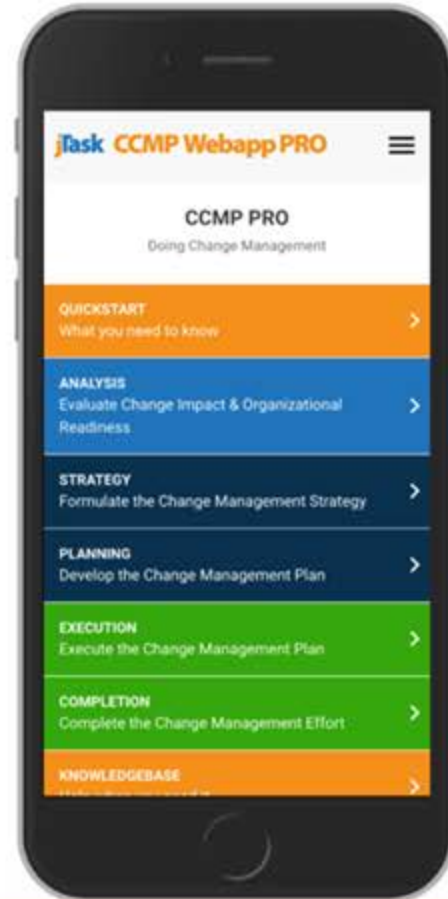 jTask CCMP Webapp PRO
CCMP PRO
Doing Change Management
QUICKSTART
What you need to know
ANALYSIS
Evaluate Change Impact & Organizational
Readiness
STRATEGY
Formulate the Change Management Strategy
PLANNING
Develop the Change Management Plan
EXECUTION
Execute the Change Management Plan
COMPLETION
Complete the Change Management Effort
KNOWLEDGEBASE